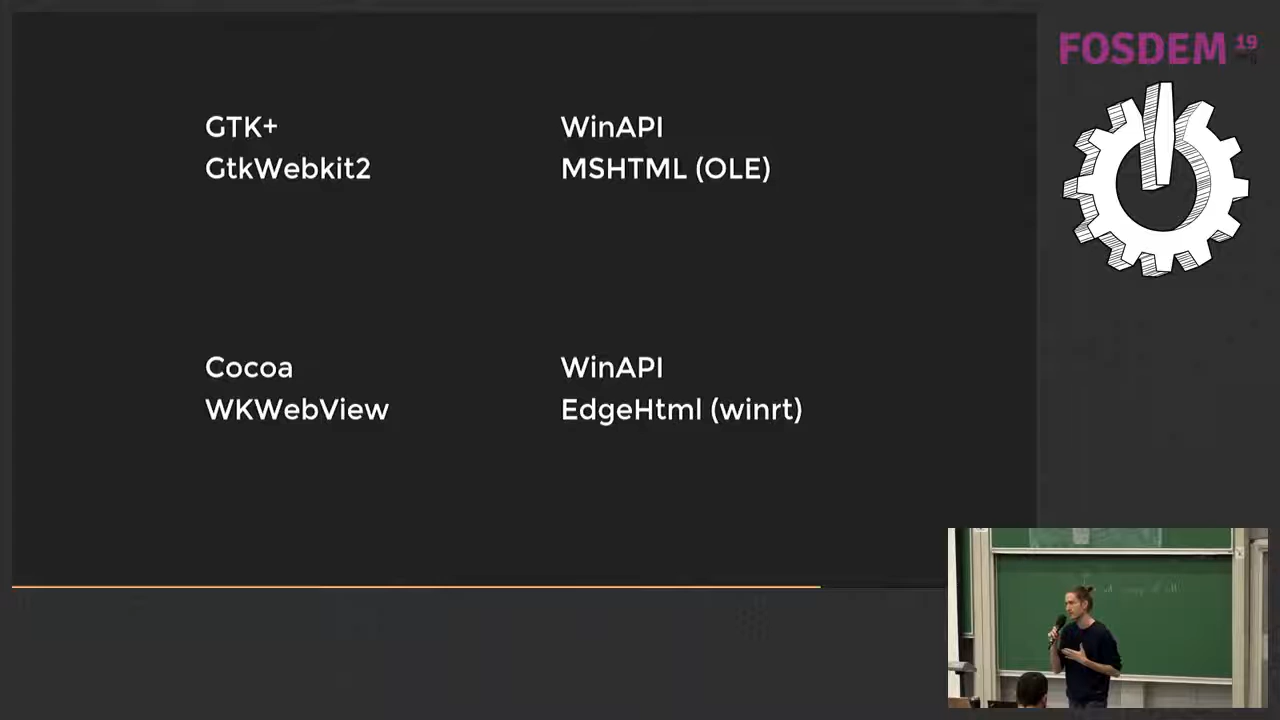 FOSDEM 19
GTK+
GtkWebkit2
WinAPI
MSHTML (OLE)
Cocoa
WKWebView
WinAPI
EdgeHtml (winrt)